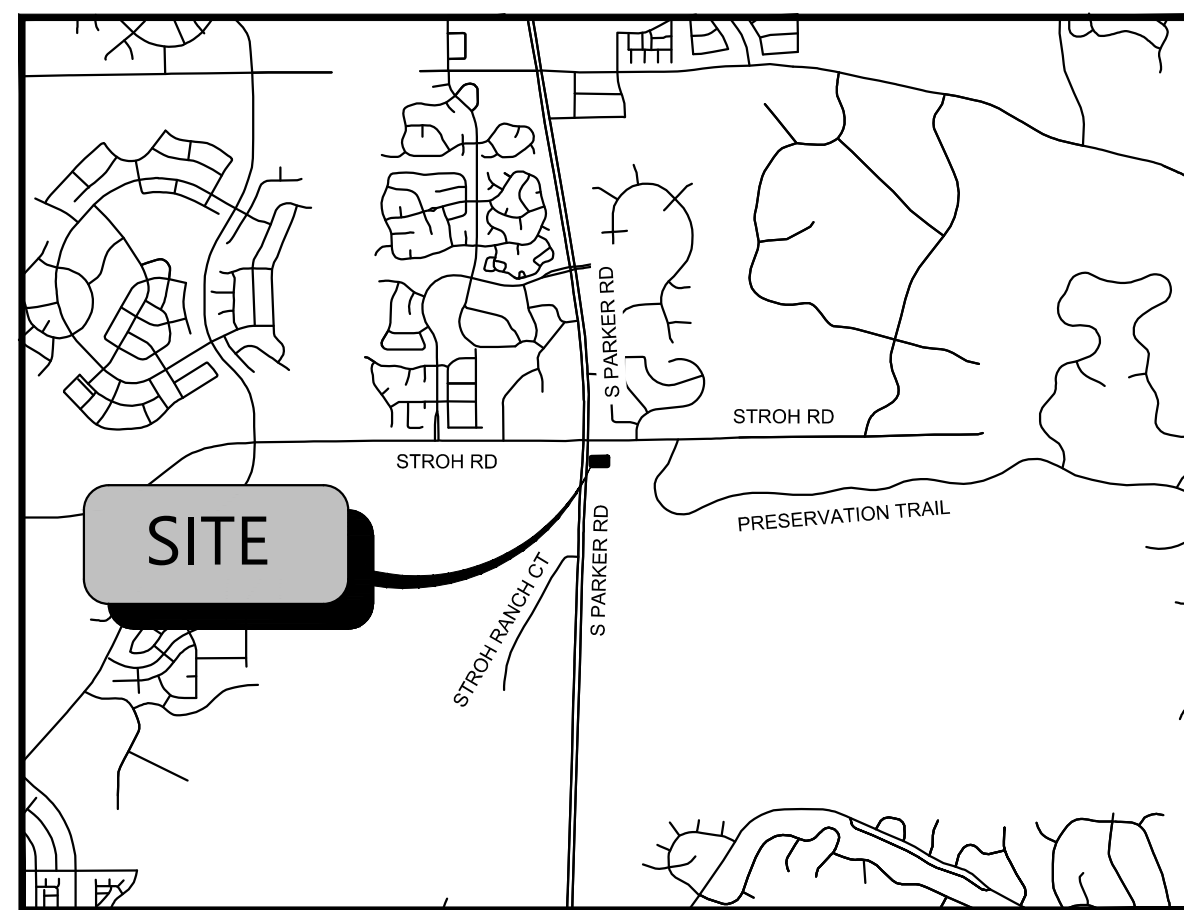 S PARKER RD
STROH RD
STROH RD
SITE
PRESERVATION TRAIL
S PARKER RD
STROH RANCH CT